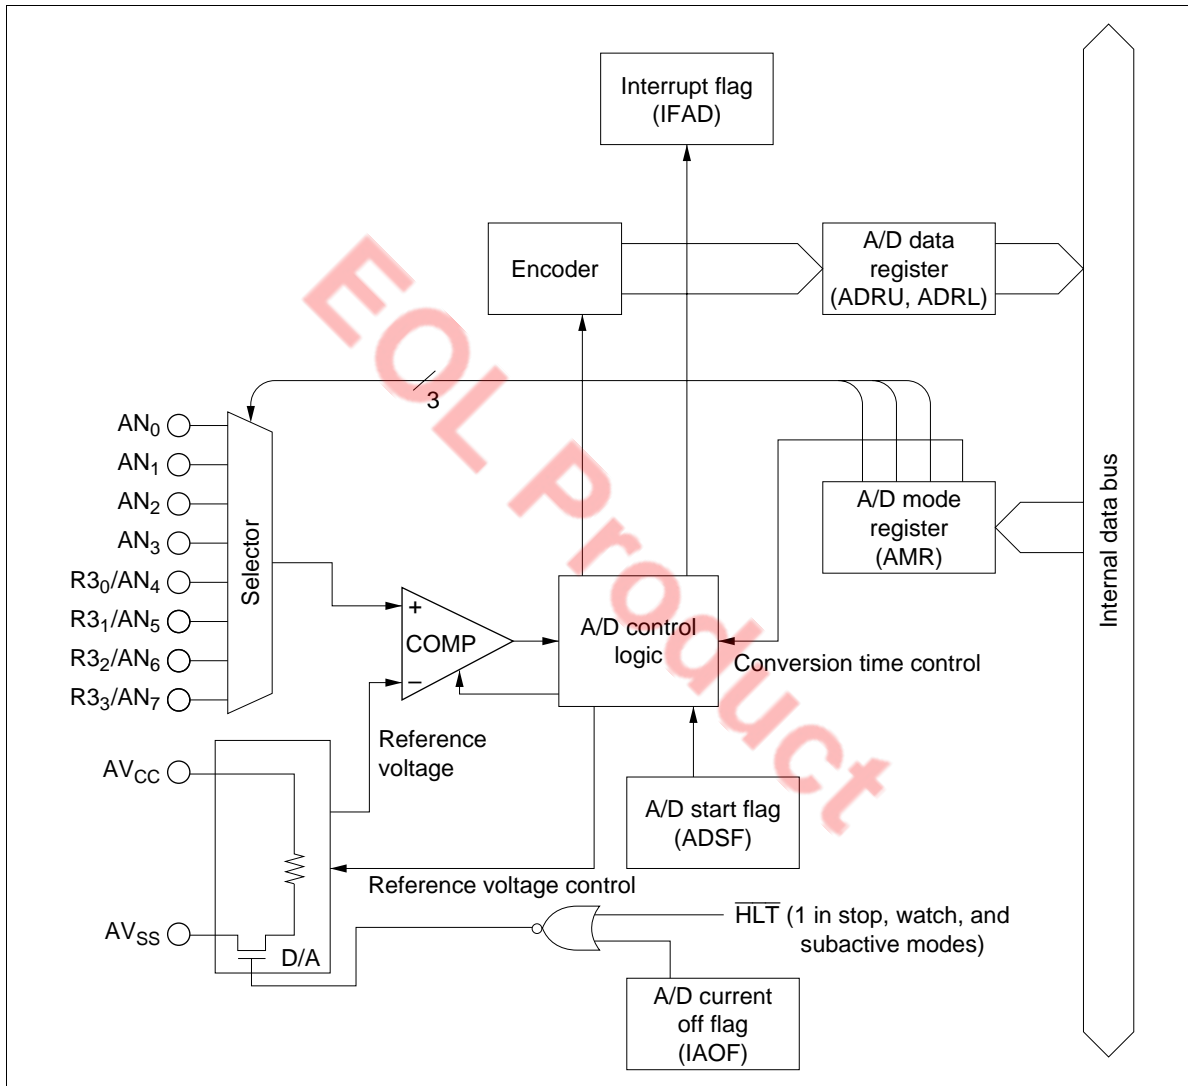 Interrupt flag
(IFAD)
Encoder
A/D data
register
(ADRU, ADRL)
3
AN0
AN1
AN2
AN3
R30/AN4
R31/AN5
R32/AN6
R33/AN7
Selector
A/D mode
register
(AMR)
Internal data bus
+
COMP
−
A/D control
logic
Conversion time control
Reference
voltage
AVCC
A/D start flag
(ADSF)
Reference voltage control
AVSS
D/A
H̅L̅T̅ (1 in stop, watch, and
subactive modes)
A/D current
off flag
(IAOF)
EOL Product